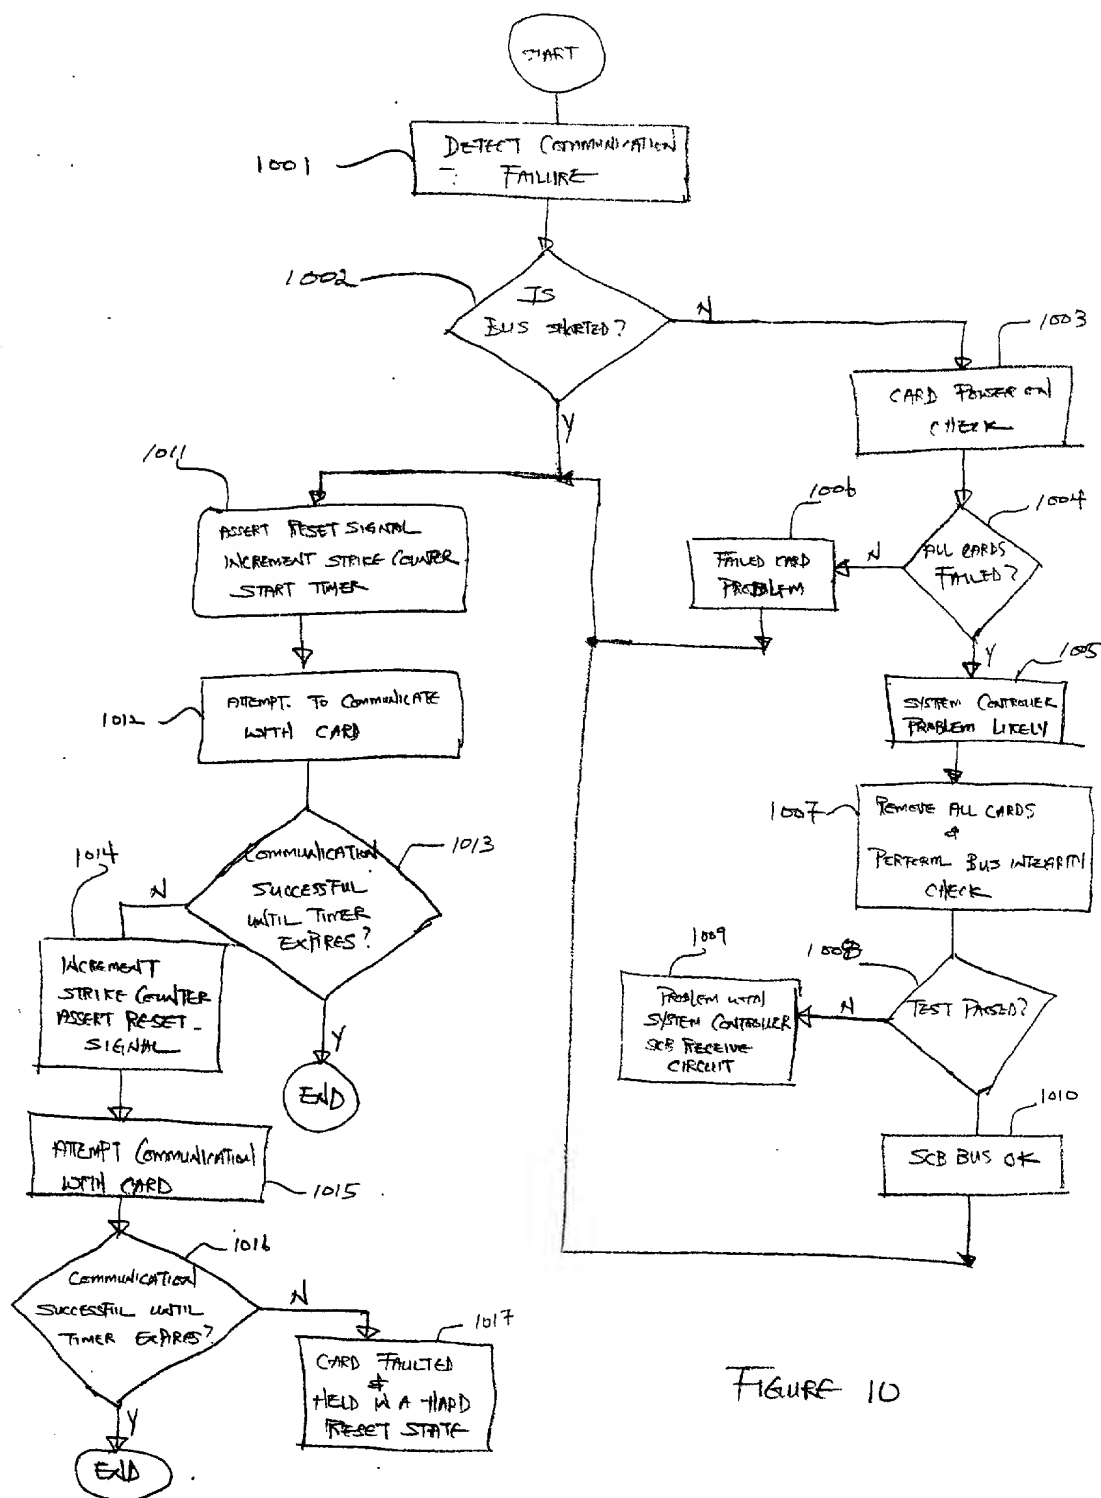 START
DETECT COMMUNICATION
FAILURE
1001
1002
IS
BUS SHORTED?
N
Y
1003
CARD POWER ON
CHECK
1004
ALL CARDS
FAILED?
N
Y
1006
FAILED CARD
PROBLEM
1005
SYSTEM CONTROLLER
PROBLEM LIKELY
1007
REMOVE ALL CARDS
&
PERFORM BUS INTEGRITY
CHECK
1008
TEST PASSED?
N
1009
PROBLEM WITH
SYSTEM CONTROLLER
SCB RECEIVE
CIRCUIT
1010
SCB BUS OK
1011
ASSERT RESET SIGNAL
INCREMENT STRIKE COUNTER
START TIMER
1012
ATTEMPT TO COMMUNICATE
WITH CARD
1013
COMMUNICATION
SUCCESSFUL
UNTIL TIMER
EXPIRES?
N
Y
END
1014
INCREMENT
STRIKE COUNTER
ASSERT RESET
SIGNAL
ATTEMPT COMMUNICATION
WITH CARD
1015
1016
COMMUNICATION
SUCCESSFUL UNTIL
TIMER EXPIRES?
N
Y
END
1017
CARD FAULTED
&
HELD IN A HARD
RESET STATE
FIGURE 10